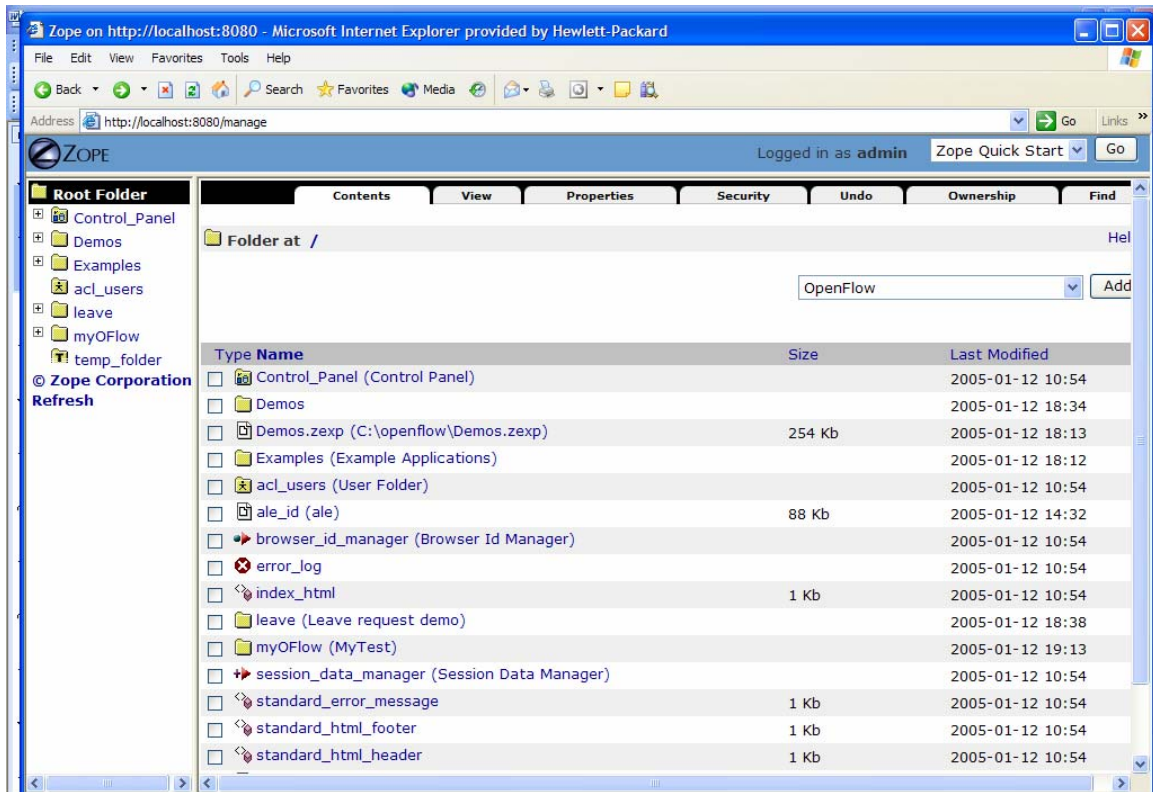 Zope on http://localhost:8080 - Microsoft Internet Explorer provided by Hewlett-Packard
File Edit View Favorites Tools Help
Back Search Favorites Media
Address http://localhost:8080/manage Go Links »
ZOPE Logged in as admin Zope Quick Start Go
Root Folder
Control_Panel
Demos
Examples
acl_users
leave
myOFlow
temp_folder
© Zope Corporation
Refresh
Contents View Properties Security Undo Ownership Find
Folder at / Hel
OpenFlow Add
Type Name Size Last Modified
Control_Panel (Control Panel) 2005-01-12 10:54
Demos 2005-01-12 18:34
Demos.zexp (C:\openflow\Demos.zexp) 254 Kb 2005-01-12 18:13
Examples (Example Applications) 2005-01-12 18:12
acl_users (User Folder) 2005-01-12 10:54
ale_id (ale) 88 Kb 2005-01-12 14:32
browser_id_manager (Browser Id Manager) 2005-01-12 10:54
error_log 2005-01-12 10:54
index_html 1 Kb 2005-01-12 10:54
leave (Leave request demo) 2005-01-12 18:38
myOFlow (MyTest) 2005-01-12 19:13
session_data_manager (Session Data Manager) 2005-01-12 10:54
standard_error_message 1 Kb 2005-01-12 10:54
standard_html_footer 1 Kb 2005-01-12 10:54
standard_html_header 1 Kb 2005-01-12 10:54